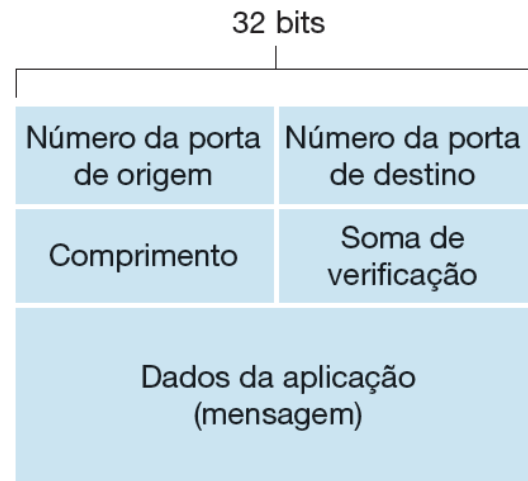 32 bits
Número da porta de origem
Número da porta de destino
Comprimento
Soma de verificação
Dados da aplicação
(mensagem)